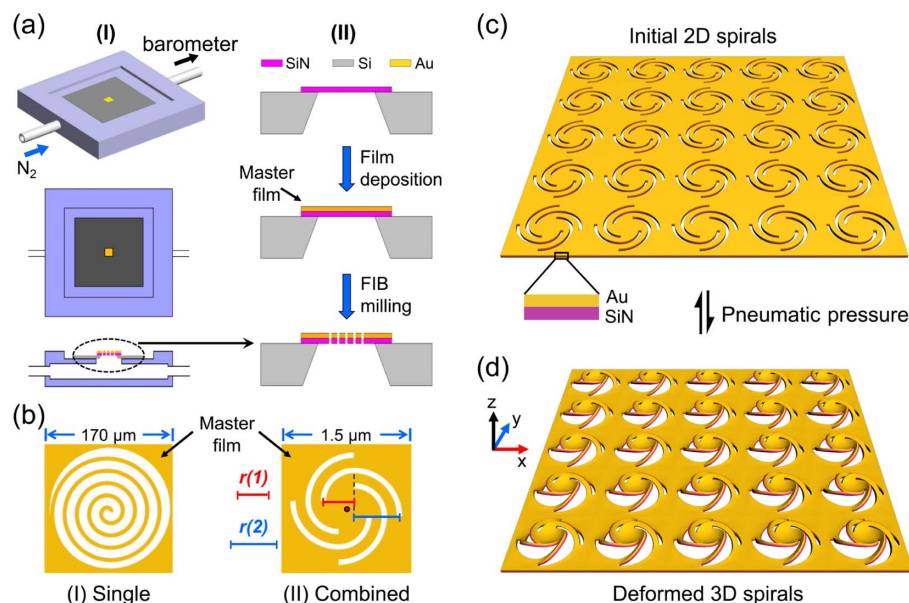 (a)
(I)
barometer
N2
(II)
SiN
Si
Au
Film
deposition
Master
film
FIB
milling
(b)
170 μm
Master
film
1.5 μm
r(1)
r(2)
(I) Single
(II) Combined
(c)
Initial 2D spirals
Au
SiN
Pneumatic pressure
(d)
z
y
x
Deformed 3D spirals